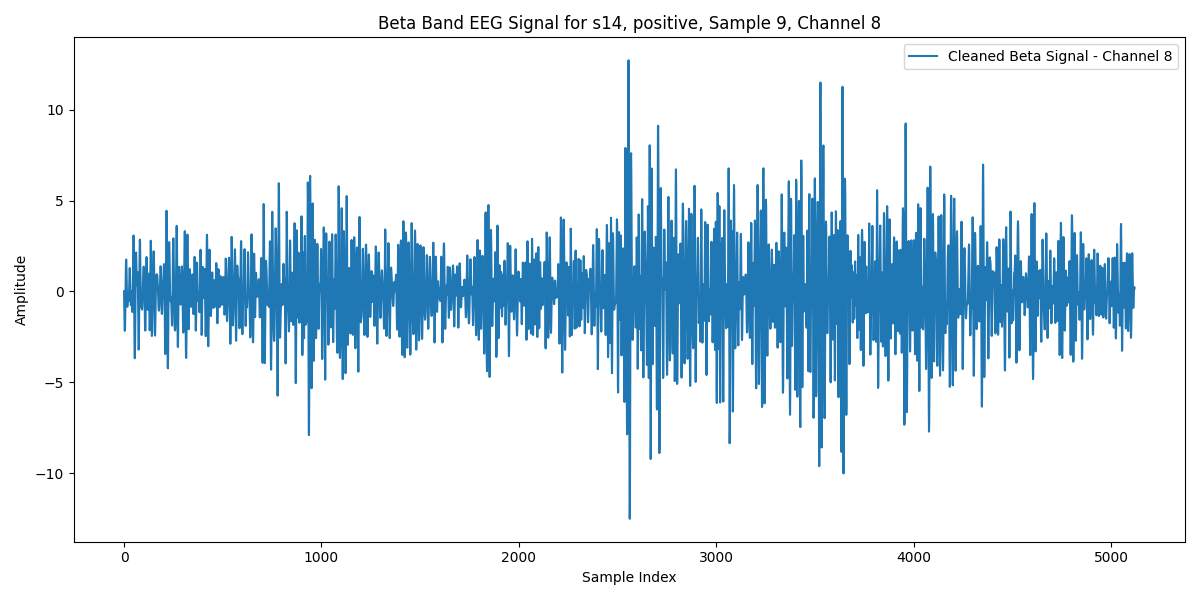 Beta Band EEG Signal for s14, positive, Sample 9, Channel 8
Cleaned Beta Signal - Channel 8
Amplitude
10
5
0
−5
−10
0 1000 2000 3000 4000 5000
Sample Index